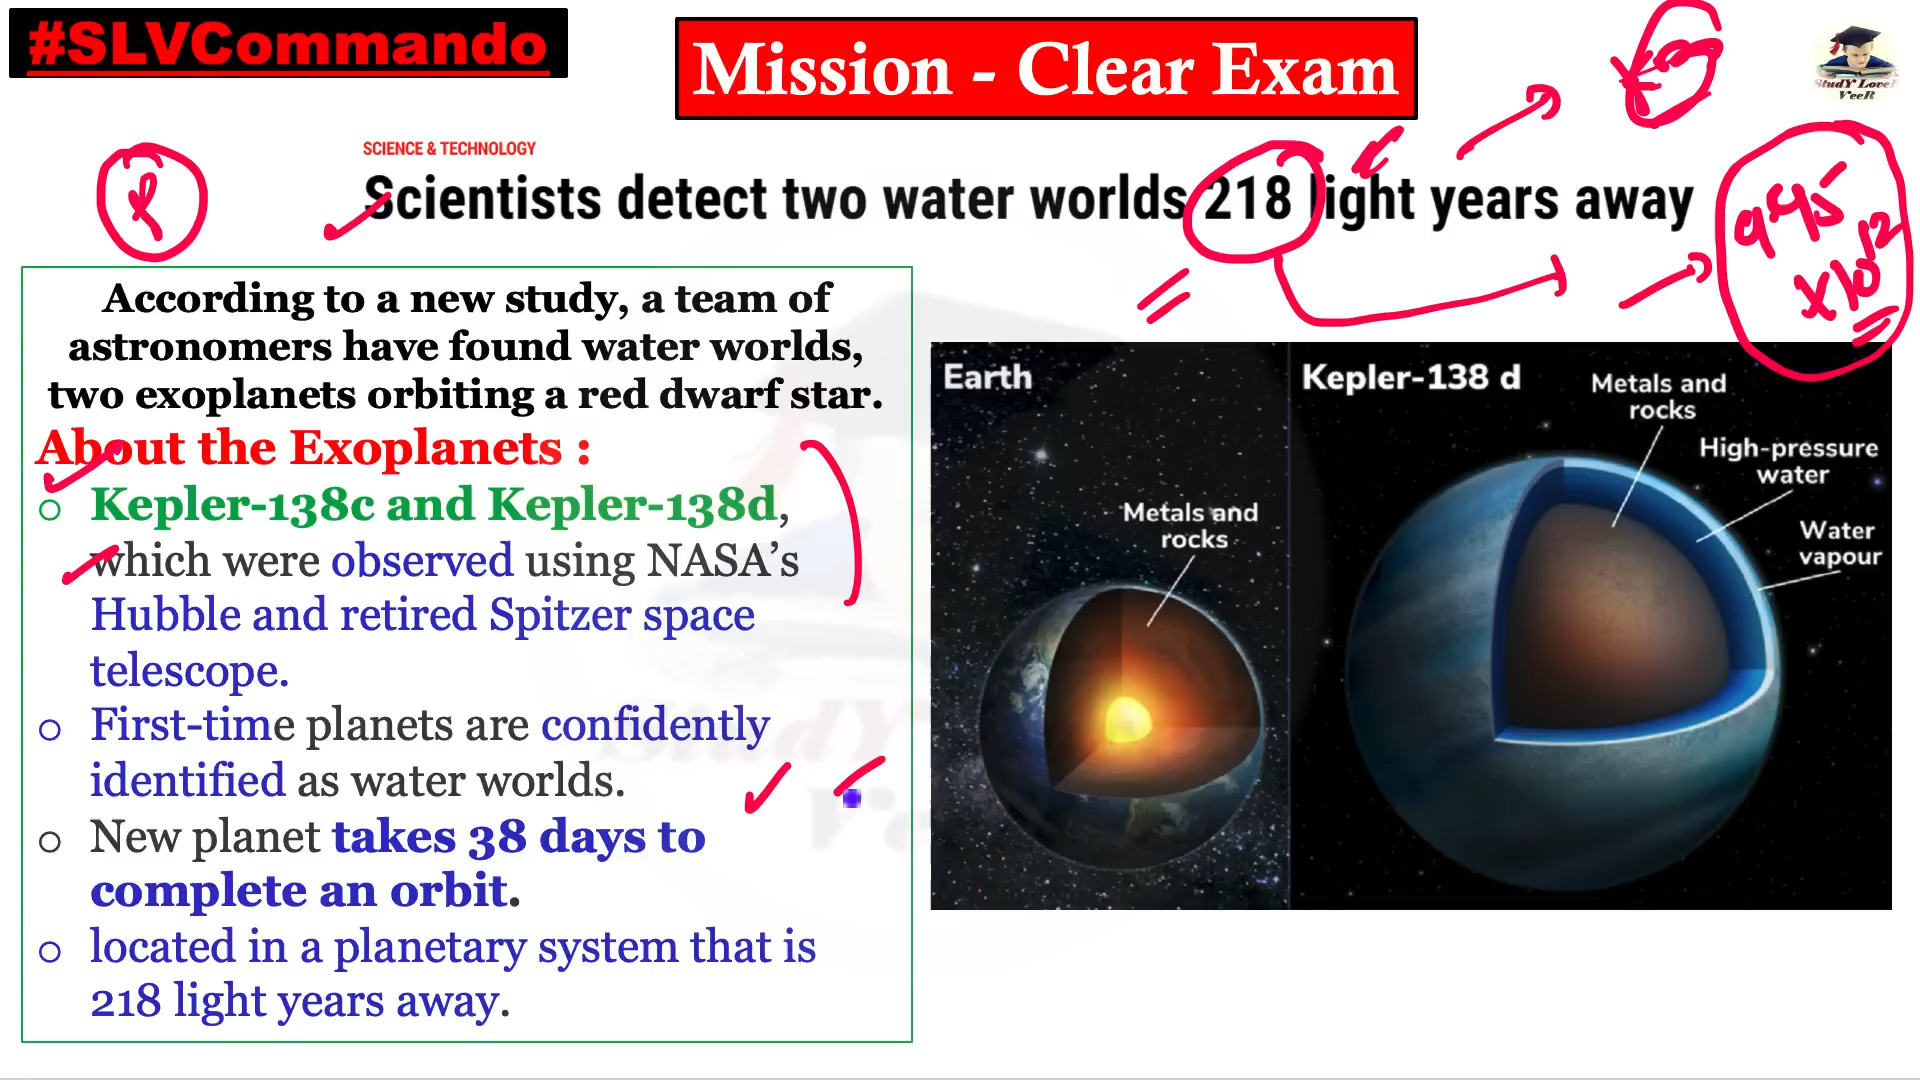 #SLVCommando
Mission - Clear Exam
StudY LoveR
VeeR
SCIENCE & TECHNOLOGY
Scientists detect two water worlds 218 light years away
According to a new study, a team of
astronomers have found water worlds,
two exoplanets orbiting a red dwarf star.
About the Exoplanets :
○ Kepler-138c and Kepler-138d,
which were observed using NASA's
Hubble and retired Spitzer space
telescope.
○ First-time planets are confidently
identified as water worlds.
○ New planet takes 38 days to
complete an orbit.
○ located in a planetary system that is
218 light years away.
Earth
Metals and
rocks
Kepler-138 d
Metals and
rocks
High-pressure
water
Water
vapour
x10¹²